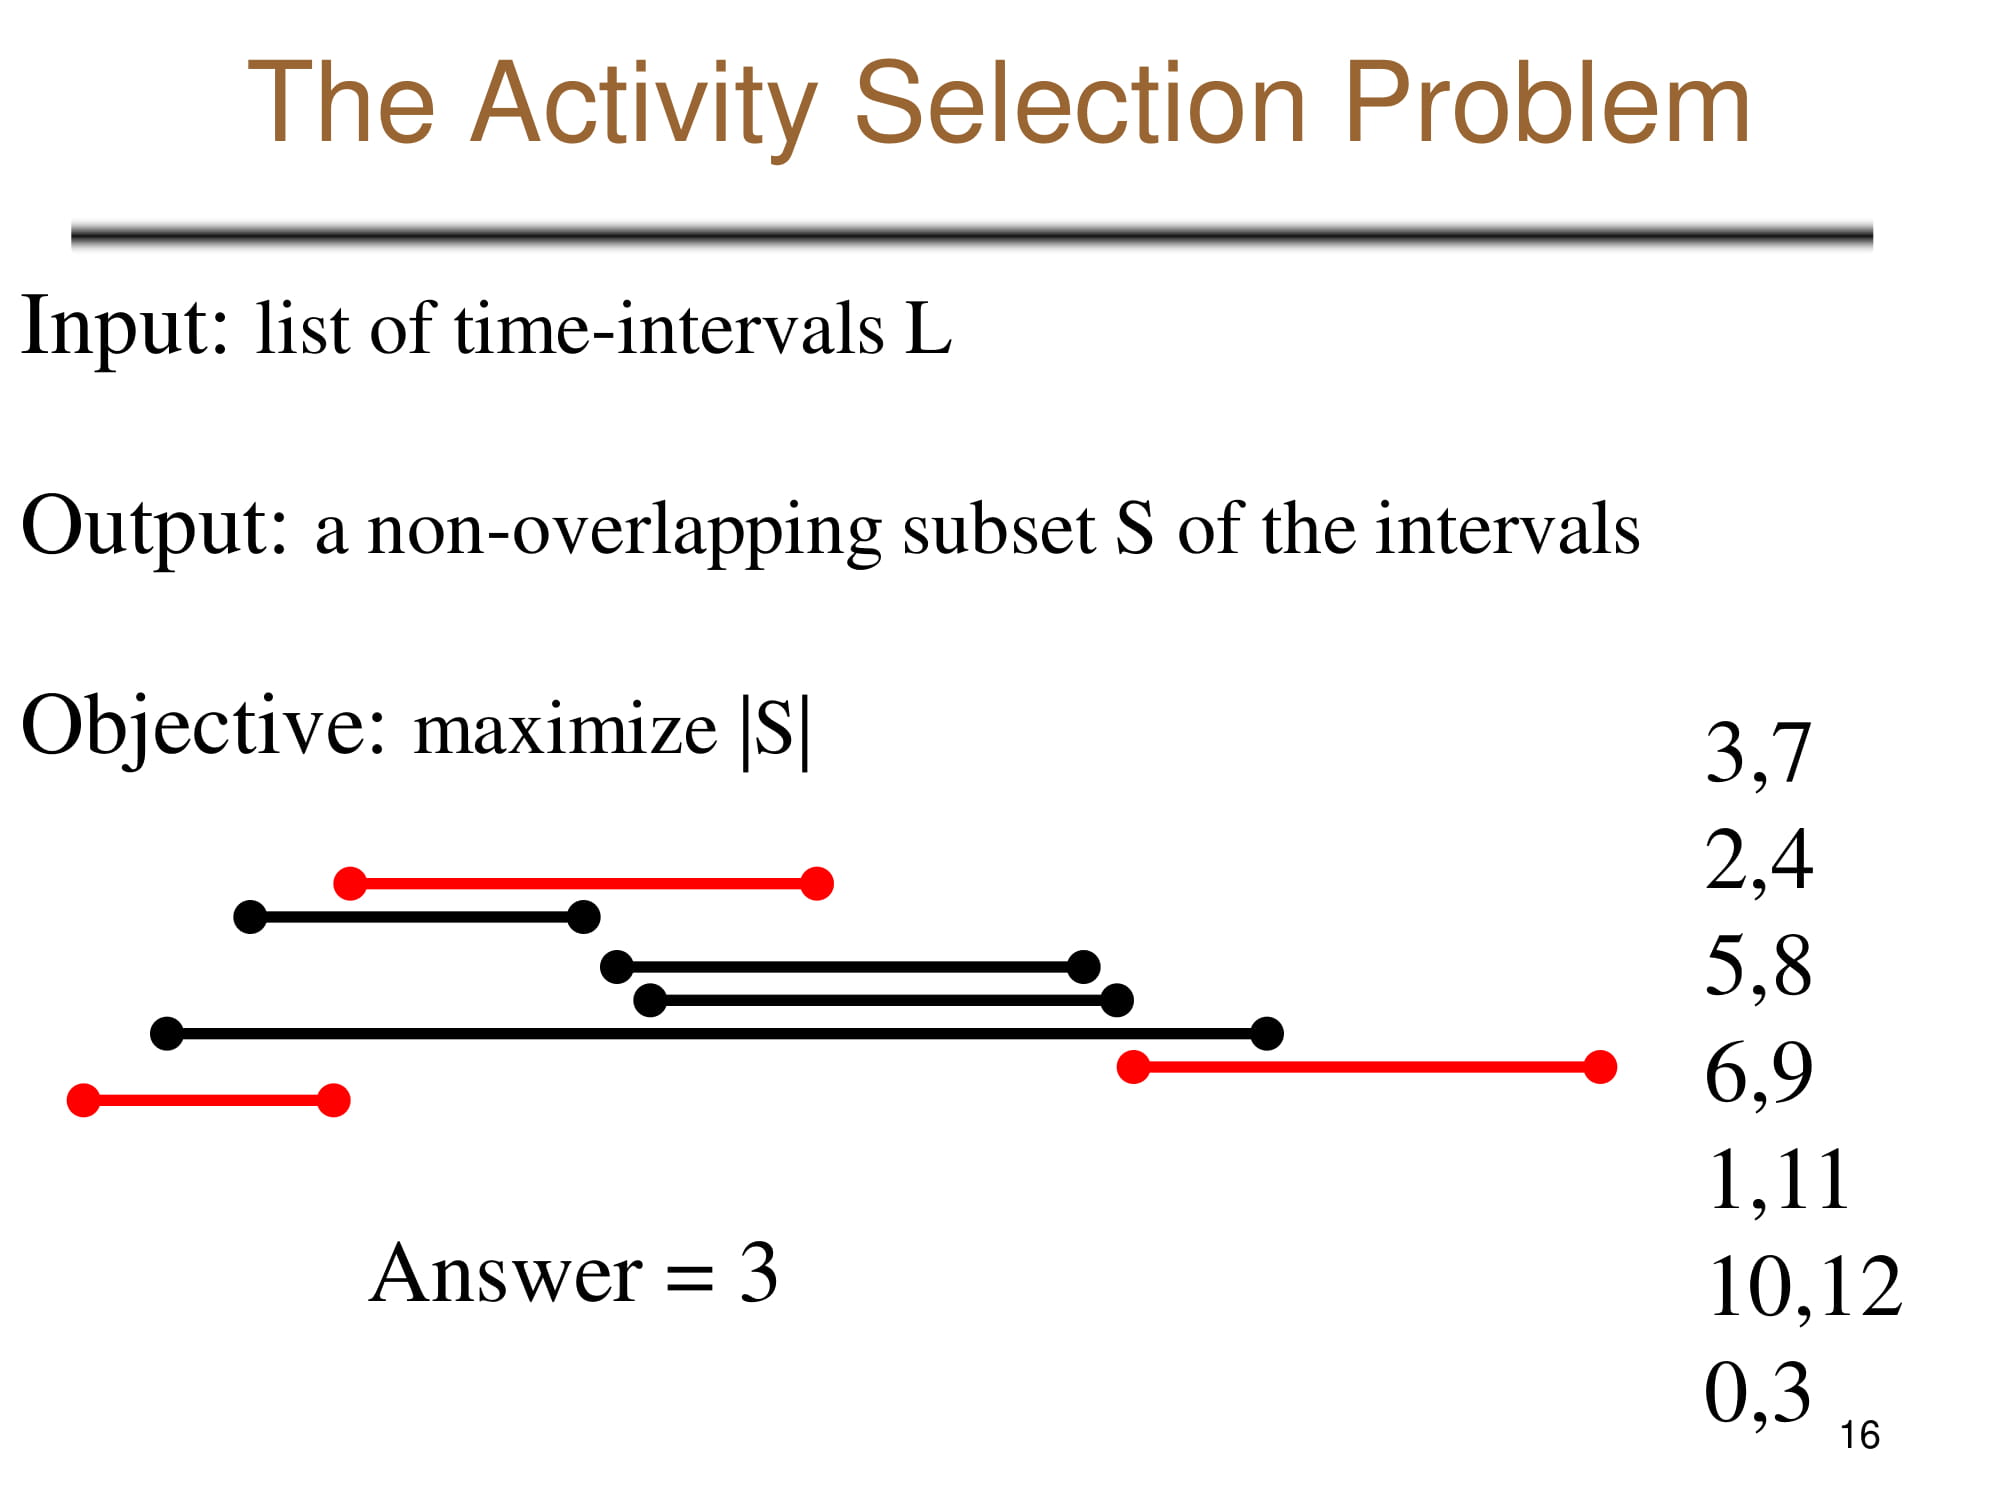 The Activity Selection Problem
Input: list of time-intervals L
Output: a non-overlapping subset S of the intervals
Objective: maximize |S|
3,7
2,4
5,8
6,9
1,11
10,12
0,3
Answer = 3
16